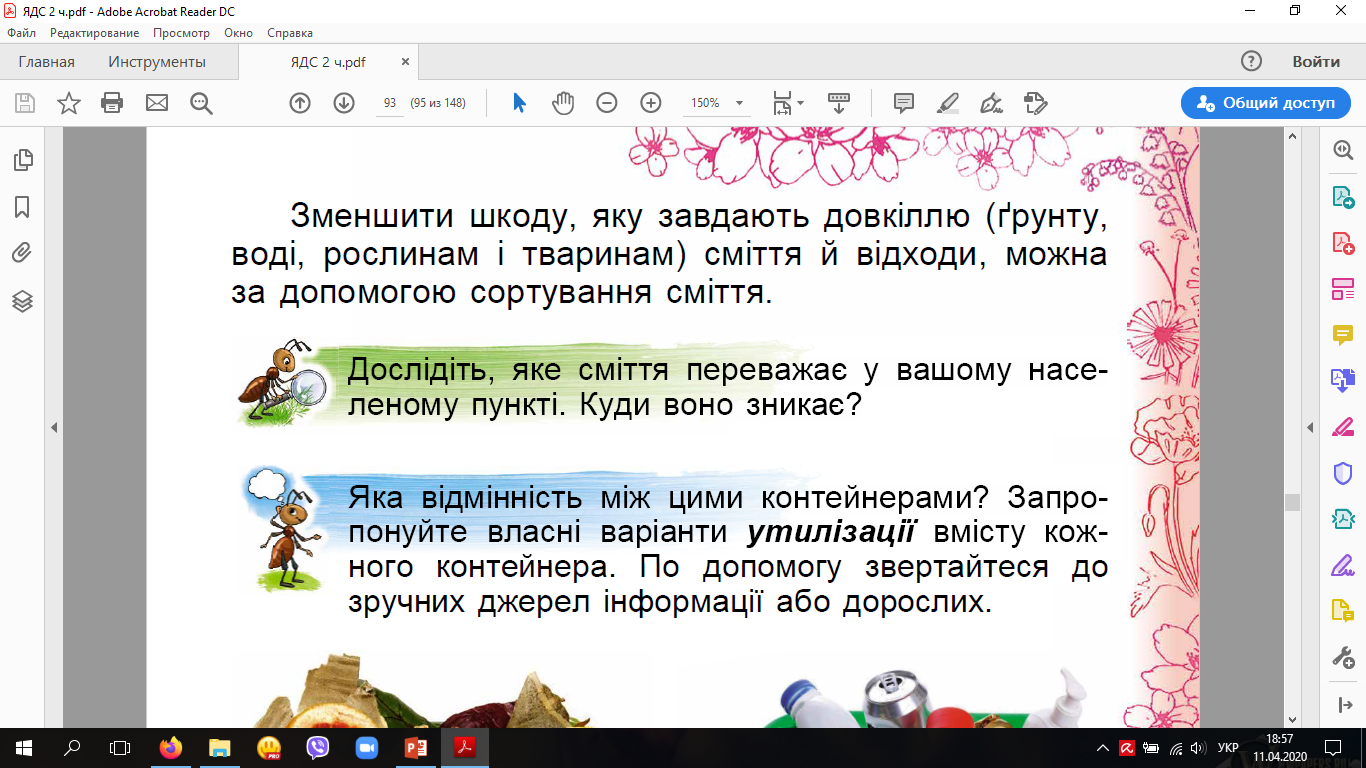 ЯДС 2 ч.pdf - Adobe Acrobat Reader DC
Файл Редактирование Просмотр Окно Справка
Главная Инструменты ЯДС 2 ч.pdf × Войти
93 (95 из 148) 150% Общий доступ
Зменшити шкоду, яку завдають довкіллю (ґрунту,
воді, рослинам і тваринам) сміття й відходи, можна
за допомогою сортування сміття.
Дослідіть, яке сміття переважає у вашому насе-
леному пункті. Куди воно зникає?
Яка відмінність між цими контейнерами? Запро-
понуйте власні варіанти утилізації вмісту кож-
ного контейнера. По допомогу звертайтеся до
зручних джерел інформації або дорослих.
PRO
УКР
18:57
11.04.2020